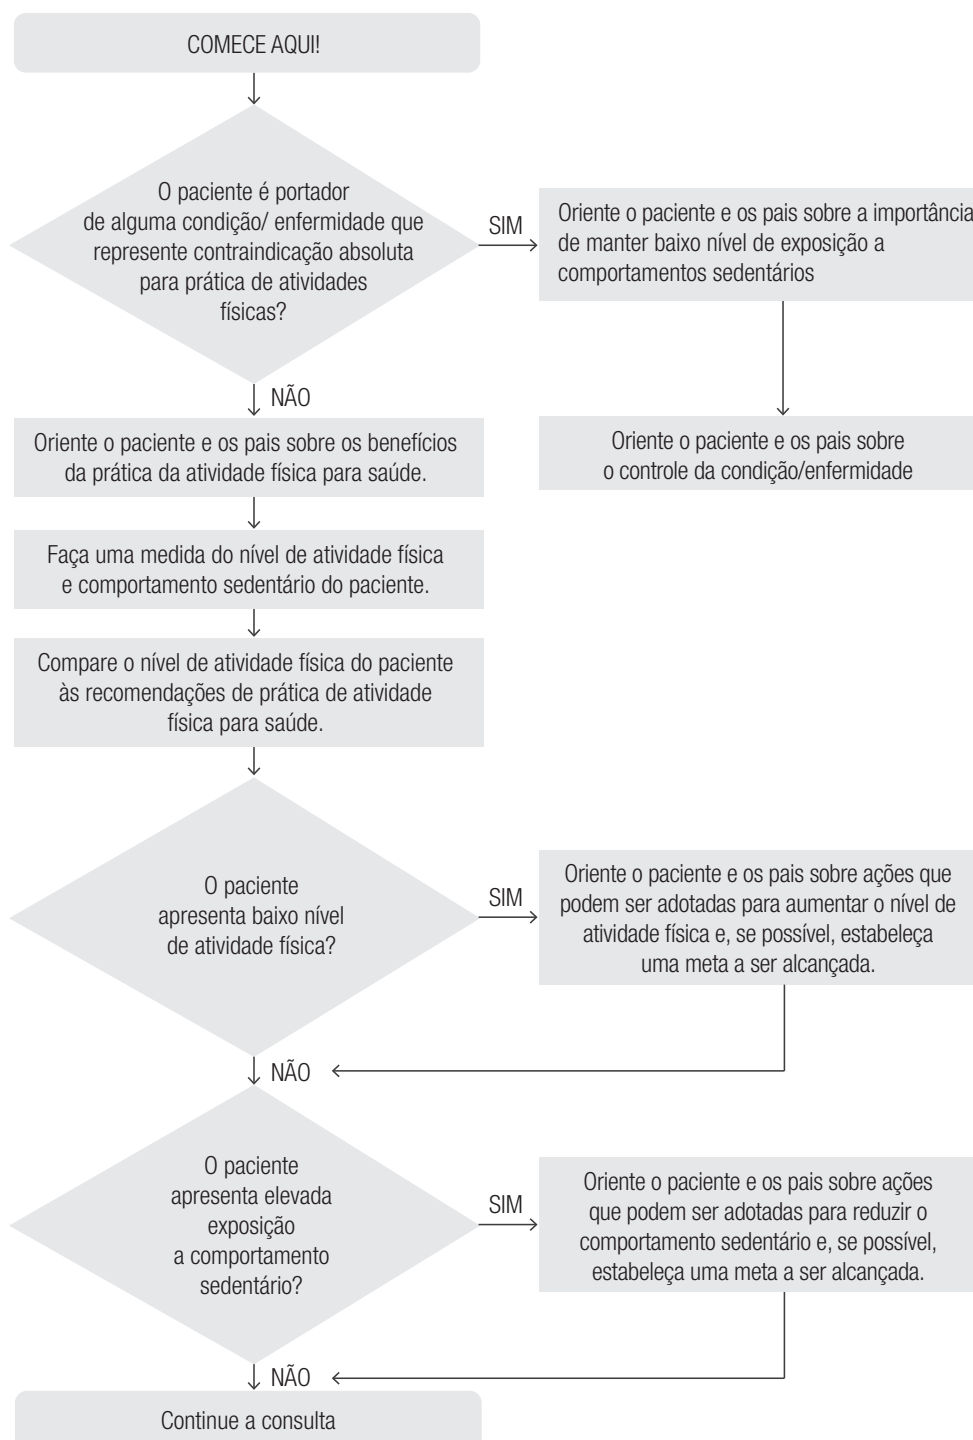 COMECE AQUI!
O paciente é portador
de alguma condição/ enfermidade que
represente contraindicação absoluta
para prática de atividades
físicas?
SIM
Oriente o paciente e os pais sobre a importância
de manter baixo nível de exposição a
comportamentos sedentários
NÃO
Oriente o paciente e os pais sobre os benefícios
da prática da atividade física para saúde.
Oriente o paciente e os pais sobre
o controle da condição/enfermidade
Faça uma medida do nível de atividade física
e comportamento sedentário do paciente.
Compare o nível de atividade física do paciente
às recomendações de prática de atividade
física para saúde.
O paciente
apresenta baixo nível
de atividade física?
SIM
Oriente o paciente e os pais sobre ações que
podem ser adotadas para aumentar o nível de
atividade física e, se possível, estabeleça
uma meta a ser alcançada.
NÃO
O paciente
apresenta elevada
exposição
a comportamento
sedentário?
SIM
Oriente o paciente e os pais sobre ações
que podem ser adotadas para reduzir o
comportamento sedentário e, se possível,
estabeleça uma meta a ser alcançada.
NÃO
Continue a consulta